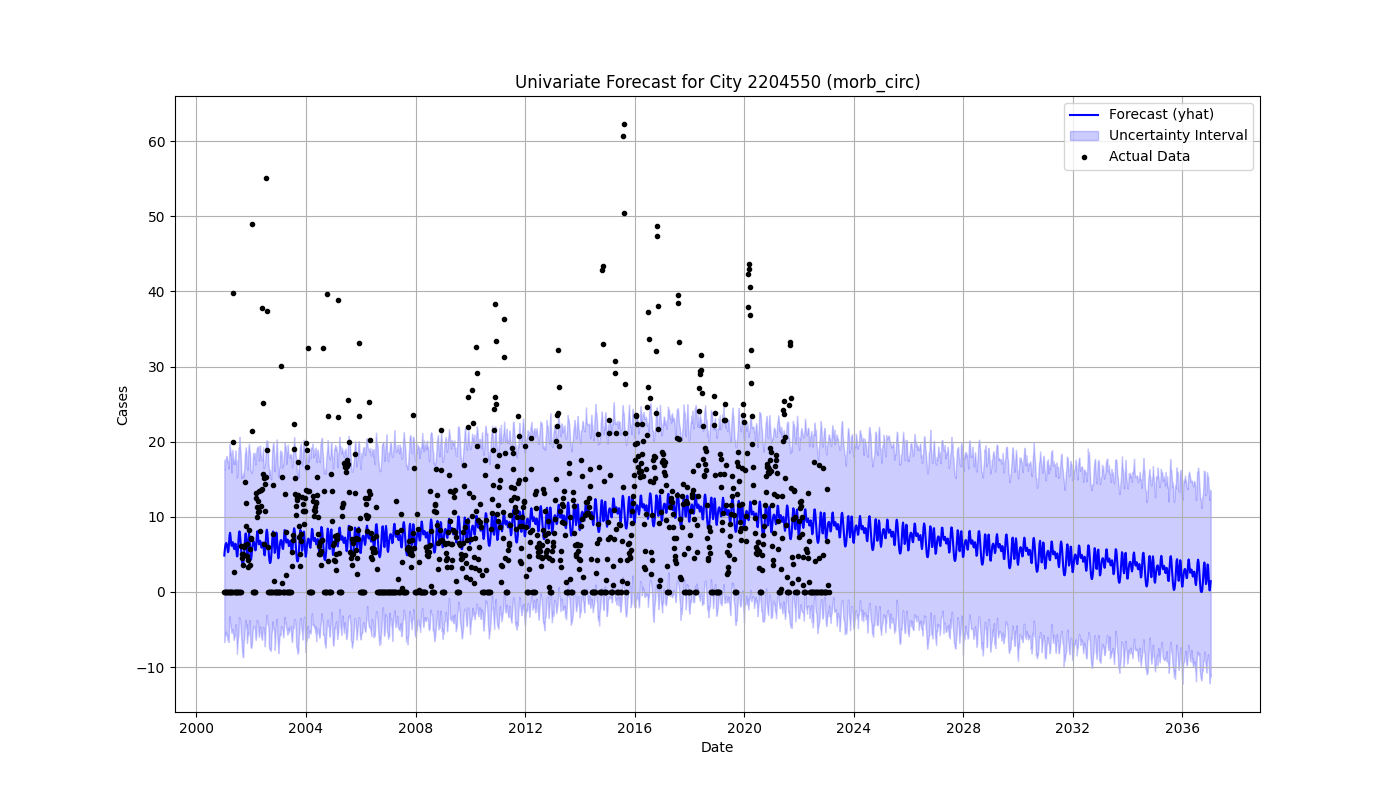 Univariate Forecast for City 2204550 (morb_circ)
Forecast (yhat)
Uncertainty Interval
Actual Data
Cases
60
50
40
30
20
10
0
−10
2000 2004 2008 2012 2016 2020 2024 2028 2032 2036
Date